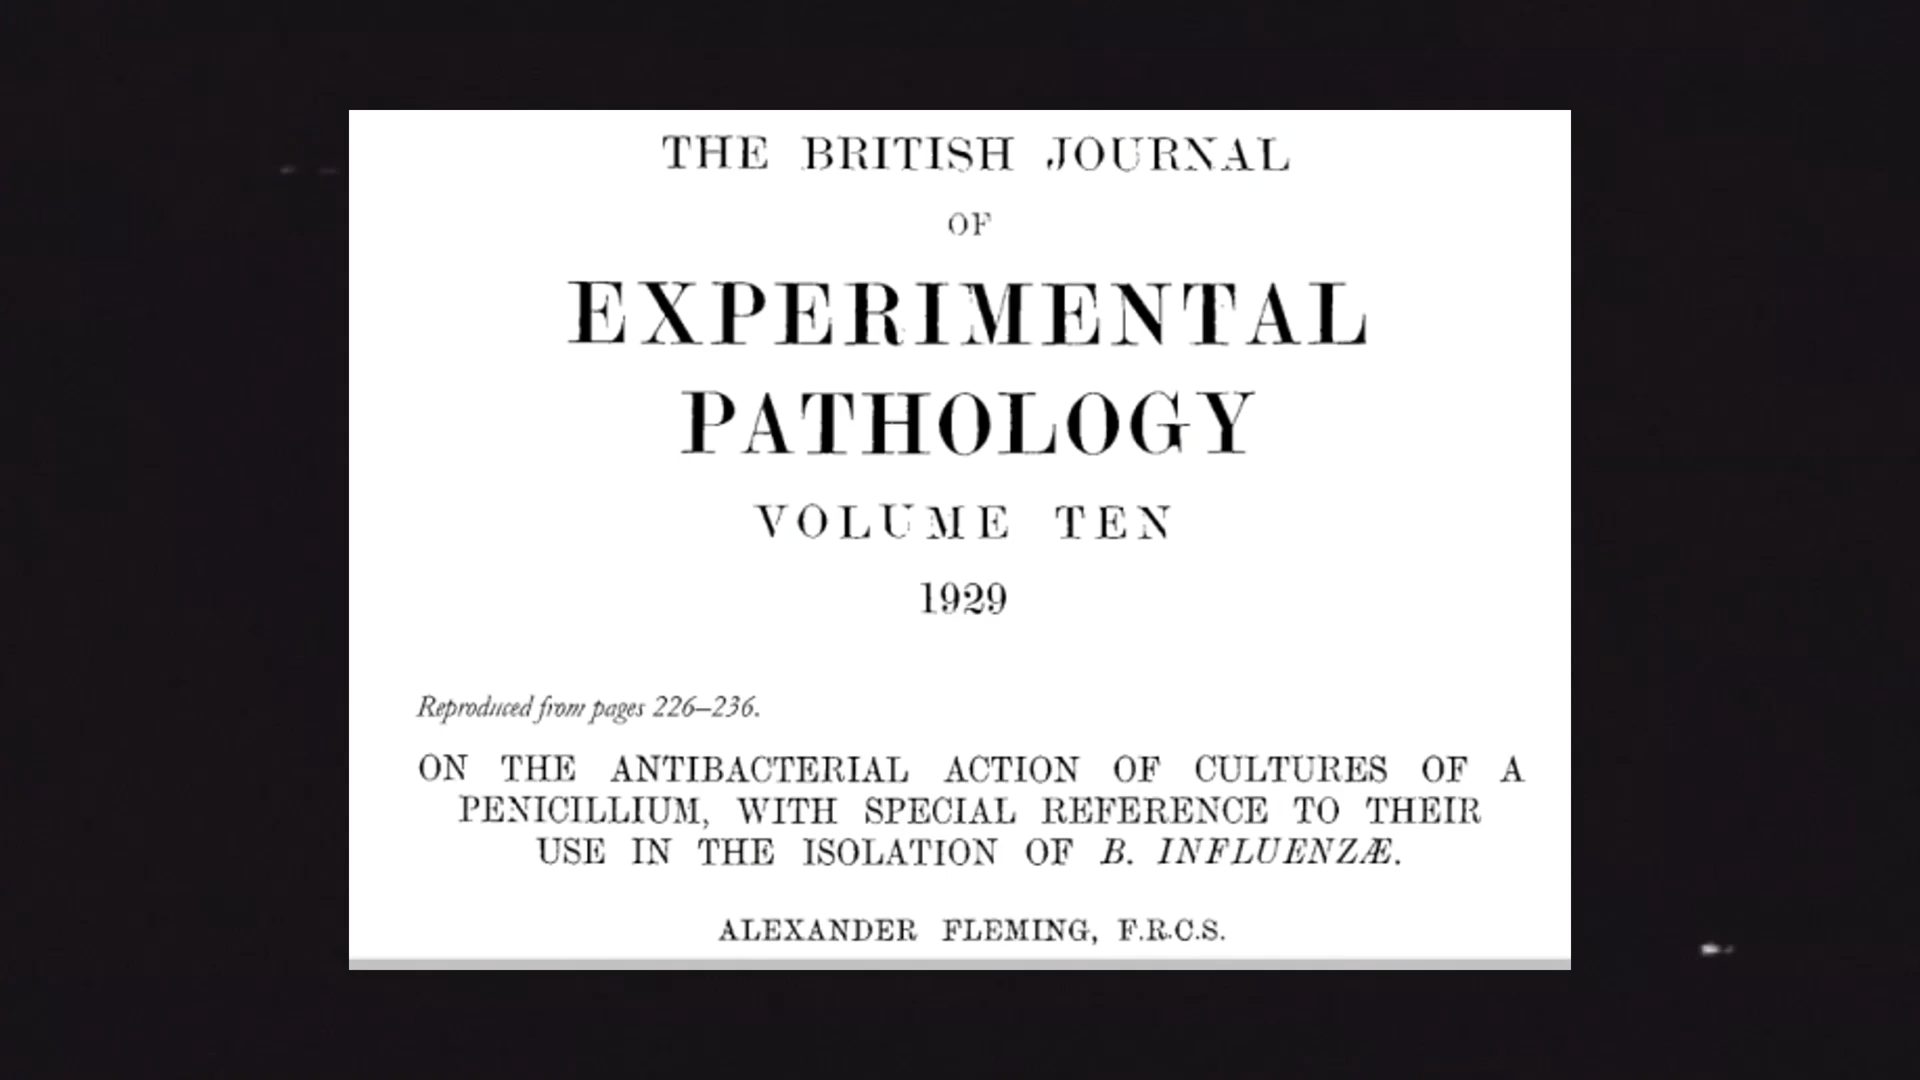 THE BRITISH JOURNAL
OF
EXPERIMENTAL
PATHOLOGY
VOLUME TEN
1929
Reproduced from pages 226–236.
ON THE ANTIBACTERIAL ACTION OF CULTURES OF A
PENICILLIUM, WITH SPECIAL REFERENCE TO THEIR
USE IN THE ISOLATION OF B. INFLUENZÆ.
ALEXANDER FLEMING, F.R.C.S.